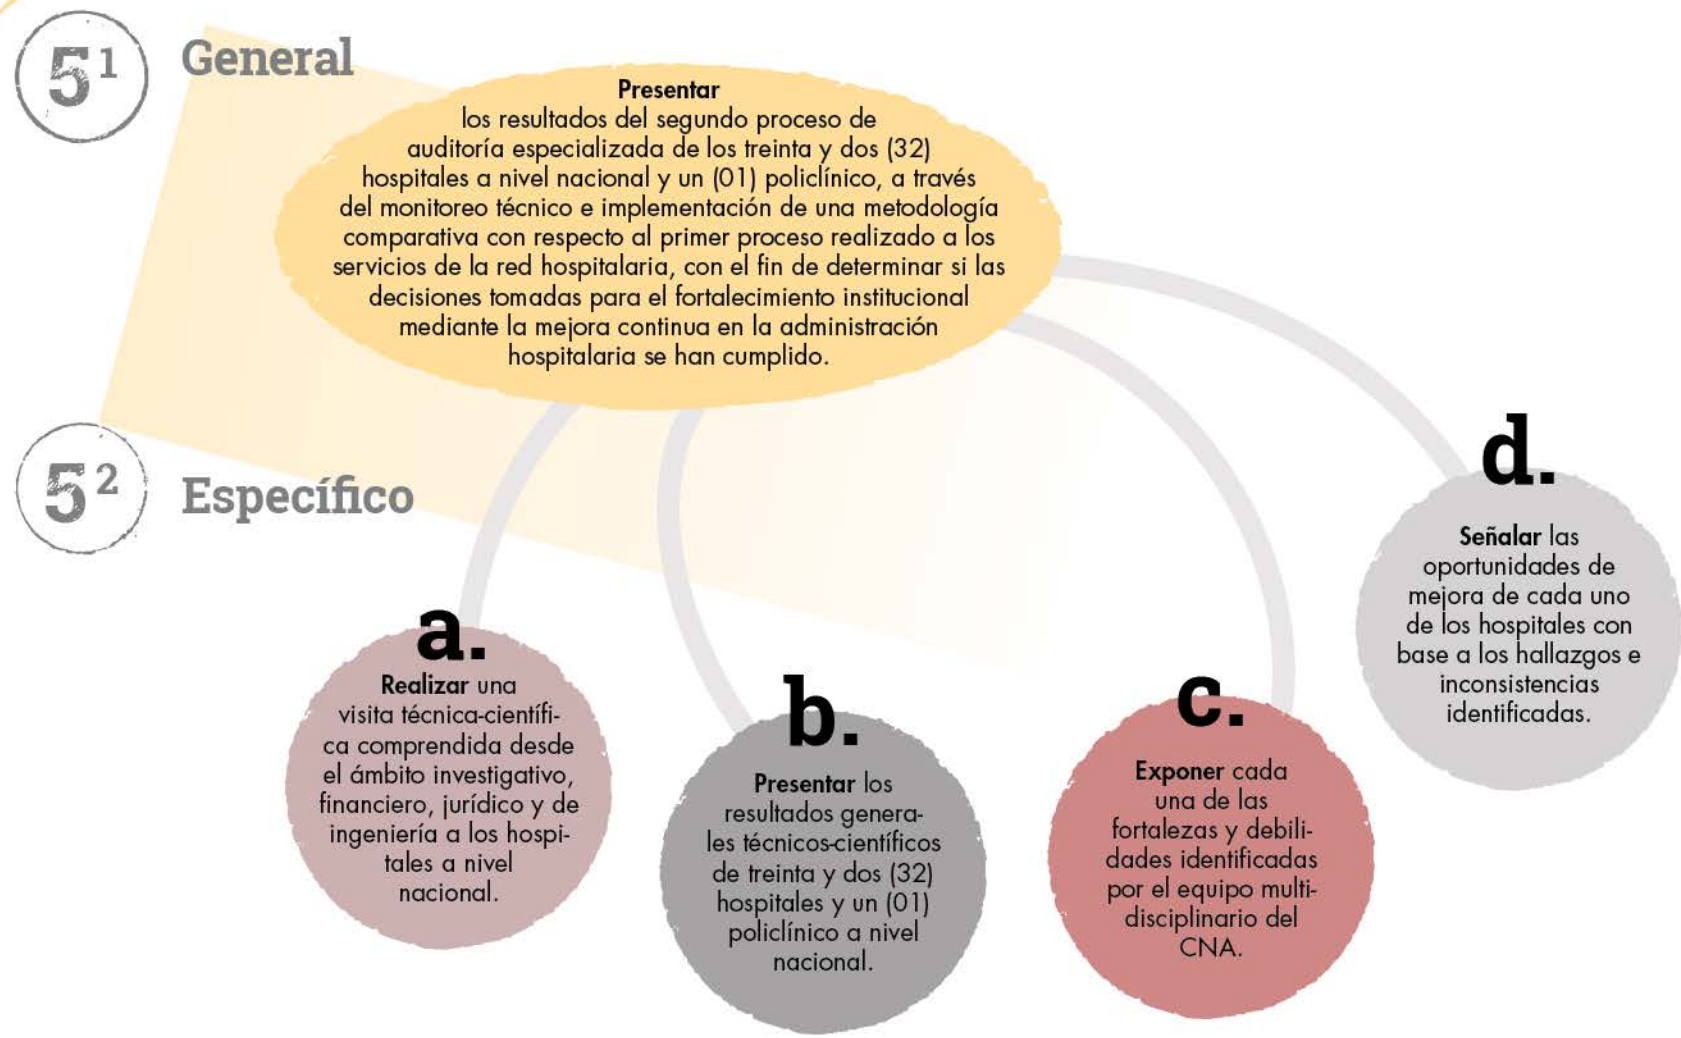 5¹ General
Presentar
los resultados del segundo proceso de
auditoría especializada de los treinta y dos (32)
hospitales a nivel nacional y un (01) policlínico, a través
del monitoreo técnico e implementación de una metodología
comparativa con respecto al primer proceso realizado a los
servicios de la red hospitalaria, con el fin de determinar si las
decisiones tomadas para el fortalecimiento institucional
mediante la mejora continua en la administración
hospitalaria se han cumplido.
5² Específico
a.
Realizar una
visita técnica-científi-
ca comprendida desde
el ámbito investigativo,
financiero, jurídico y de
ingeniería a los hospi-
tales a nivel
nacional.
b.
Presentar los
resultados genera-
les técnicos-científicos
de treinta y dos (32)
hospitales y un (01)
policlínico a nivel
nacional.
c.
Exponer cada
una de las
fortalezas y debili-
dades identificadas
por el equipo multi-
disciplinario del
CNA.
d.
Señalar las
oportunidades de
mejora de cada uno
de los hospitales con
base a los hallazgos e
inconsistencias
identificadas.